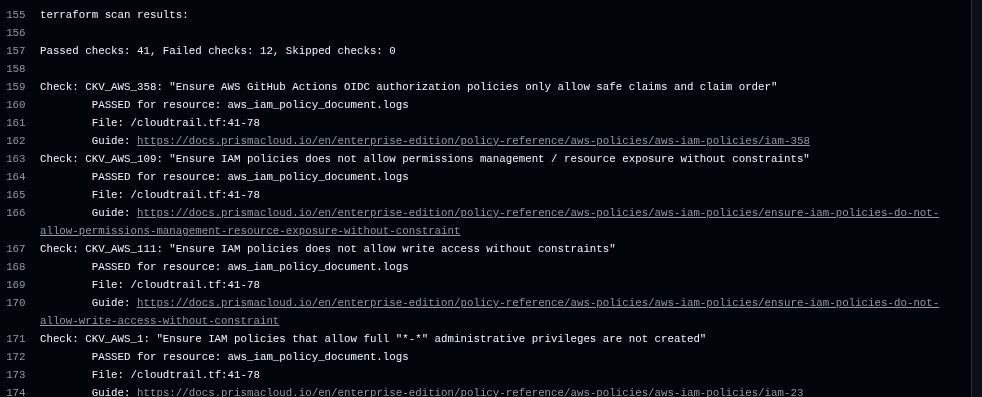 155 terraform scan results:
156
157 Passed checks: 41, Failed checks: 12, Skipped checks: 0
158
159 Check: CKV_AWS_358: "Ensure AWS GitHub Actions OIDC authorization policies only allow safe claims and claim order"
160 PASSED for resource: aws_iam_policy_document.logs
161 File: /cloudtrail.tf:41-78
162 Guide: https://docs.prismacloud.io/en/enterprise-edition/policy-reference/aws-policies/aws-iam-policies/iam-358
163 Check: CKV_AWS_109: "Ensure IAM policies does not allow permissions management / resource exposure without constraints"
164 PASSED for resource: aws_iam_policy_document.logs
165 File: /cloudtrail.tf:41-78
166 Guide: https://docs.prismacloud.io/en/enterprise-edition/policy-reference/aws-policies/aws-iam-policies/ensure-iam-policies-do-not-
allow-permissions-management-resource-exposure-without-constraint
167 Check: CKV_AWS_111: "Ensure IAM policies does not allow write access without constraints"
168 PASSED for resource: aws_iam_policy_document.logs
169 File: /cloudtrail.tf:41-78
170 Guide: https://docs.prismacloud.io/en/enterprise-edition/policy-reference/aws-policies/aws-iam-policies/ensure-iam-policies-do-not-
allow-write-access-without-constraint
171 Check: CKV_AWS_1: "Ensure IAM policies that allow full "*-*" administrative privileges are not created"
172 PASSED for resource: aws_iam_policy_document.logs
173 File: /cloudtrail.tf:41-78
174 Guide: https://docs.prismacloud.io/en/enterprise-edition/policy-reference/aws-policies/aws-iam-policies/iam-23